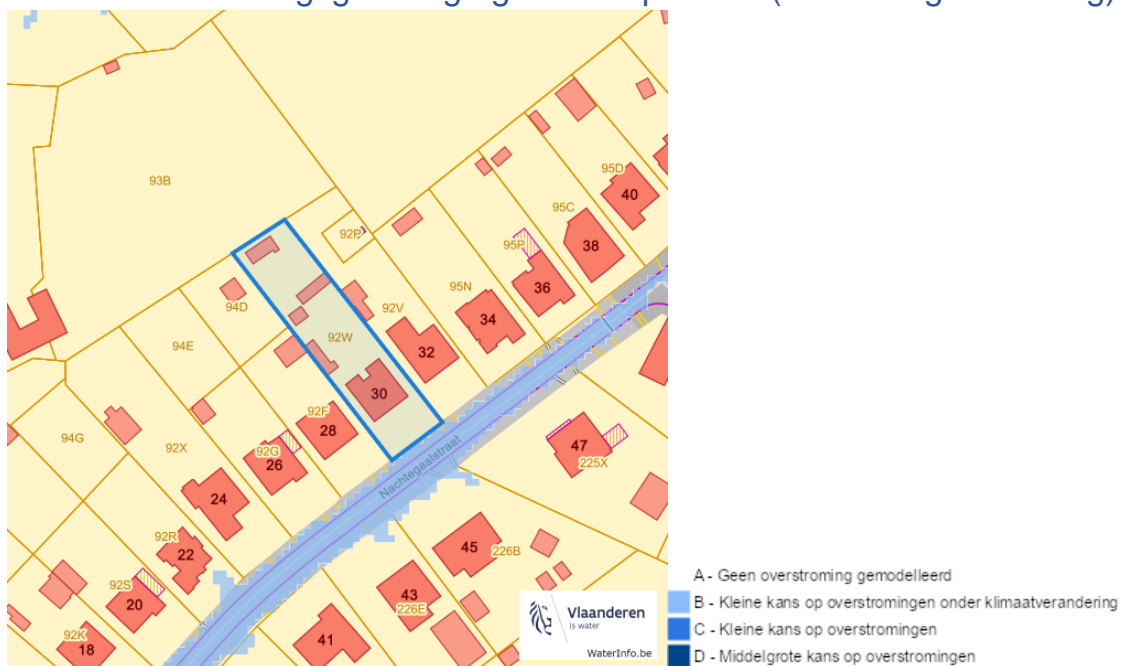 93B
95D
40
95C
38
92P
95P
36
95N
94D
92V
34
92W
94E
32
30
92F
28
94G
92X
92G
26
47
225X
Nachtegaalstraat
24
92R
22
45
226B
92S
20
43
226E
92K
18
41
Vlaanderen
is water
WaterInfo.be
A - Geen overstroming gemodelleerd
B - Kleine kans op overstromingen onder klimaatverandering
C - Kleine kans op overstromingen
D - Middelgrote kans op overstromingen